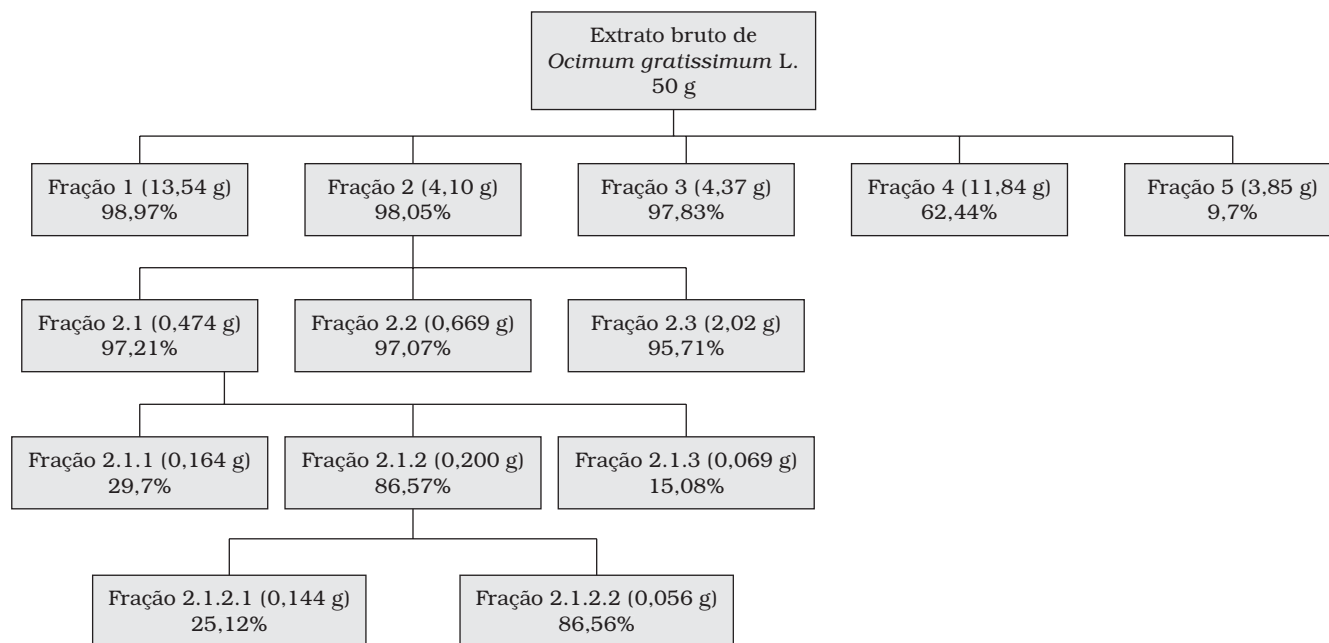 Extrato bruto de
Ocimum gratissimum L.
50 g
Fração 1 (13,54 g)
98,97%
Fração 2 (4,10 g)
98,05%
Fração 3 (4,37 g)
97,83%
Fração 4 (11,84 g)
62,44%
Fração 5 (3,85 g)
9,7%
Fração 2.1 (0,474 g)
97,21%
Fração 2.2 (0,669 g)
97,07%
Fração 2.3 (2,02 g)
95,71%
Fração 2.1.1 (0,164 g)
29,7%
Fração 2.1.2 (0,200 g)
86,57%
Fração 2.1.3 (0,069 g)
15,08%
Fração 2.1.2.1 (0,144 g)
25,12%
Fração 2.1.2.2 (0,056 g)
86,56%